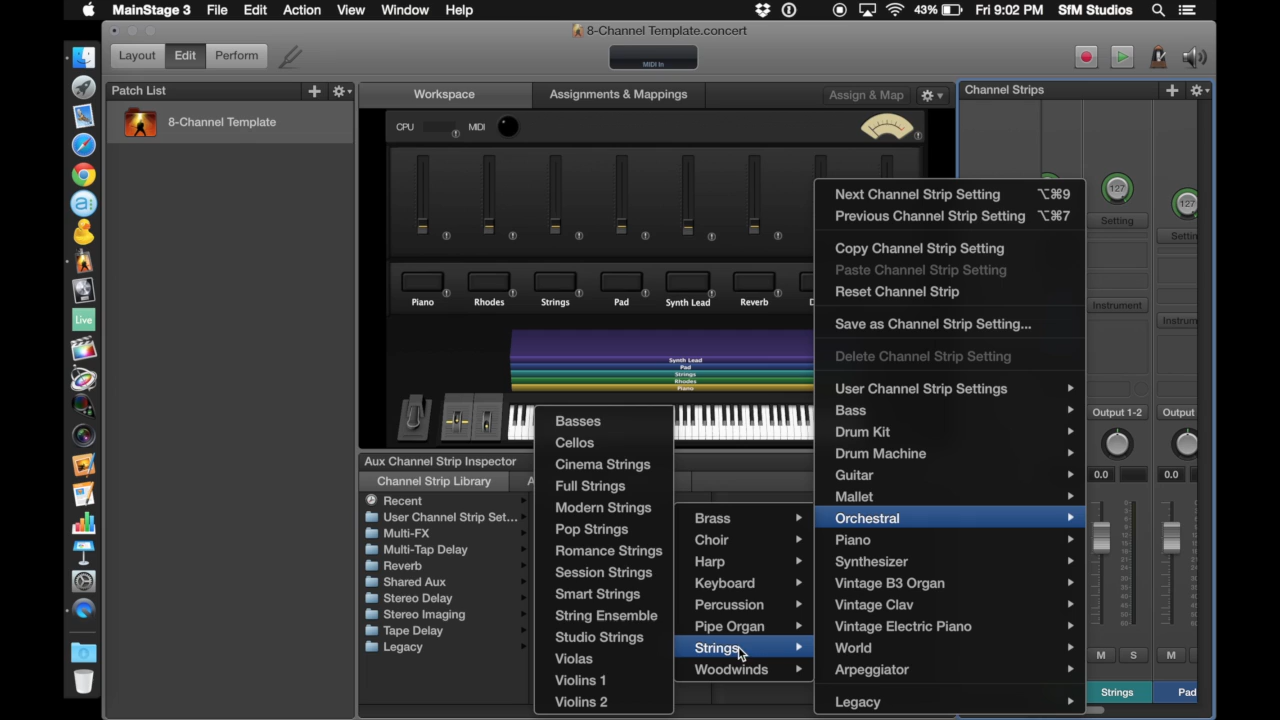 MainStage 3 File Edit Action View Window Help 43% Fri 9:02 PM SfM Studios
8-Channel Template.concert
Layout Edit Perform
MIDI In
Patch List
8-Channel Template
Workspace Assignments & Mappings Assign & Map
Channel Strips
CPU MIDI
Piano Rhodes Strings Pad Synth Lead Reverb D
Synth Lead
Pad
Strings
Rhodes
Piano
Aux Channel Strip Inspector
Channel Strip Library A
Recent
User Channel Strip Set...
Multi-FX
Multi-Tap Delay
Reverb
Shared Aux
Stereo Delay
Stereo Imaging
Tape Delay
Legacy
Basses
Cellos
Cinema Strings
Full Strings
Modern Strings
Pop Strings
Romance Strings
Session Strings
Smart Strings
String Ensemble
Studio Strings
Violas
Violins 1
Violins 2
Brass
Choir
Harp
Keyboard
Percussion
Pipe Organ
Strings
Woodwinds
Next Channel Strip Setting ⌥⌘9
Previous Channel Strip Setting ⌥⌘7
Copy Channel Strip Setting
Paste Channel Strip Setting
Reset Channel Strip
Save as Channel Strip Setting...
Delete Channel Strip Setting
User Channel Strip Settings
Bass
Drum Kit
Drum Machine
Guitar
Mallet
Orchestral
Piano
Synthesizer
Vintage B3 Organ
Vintage Clav
Vintage Electric Piano
World
Arpeggiator
Legacy
127 127
Setting Settin
Instrument Instrum
Output 1-2 Output
0.0 0.0
M S M
Strings Pad
Live
a: